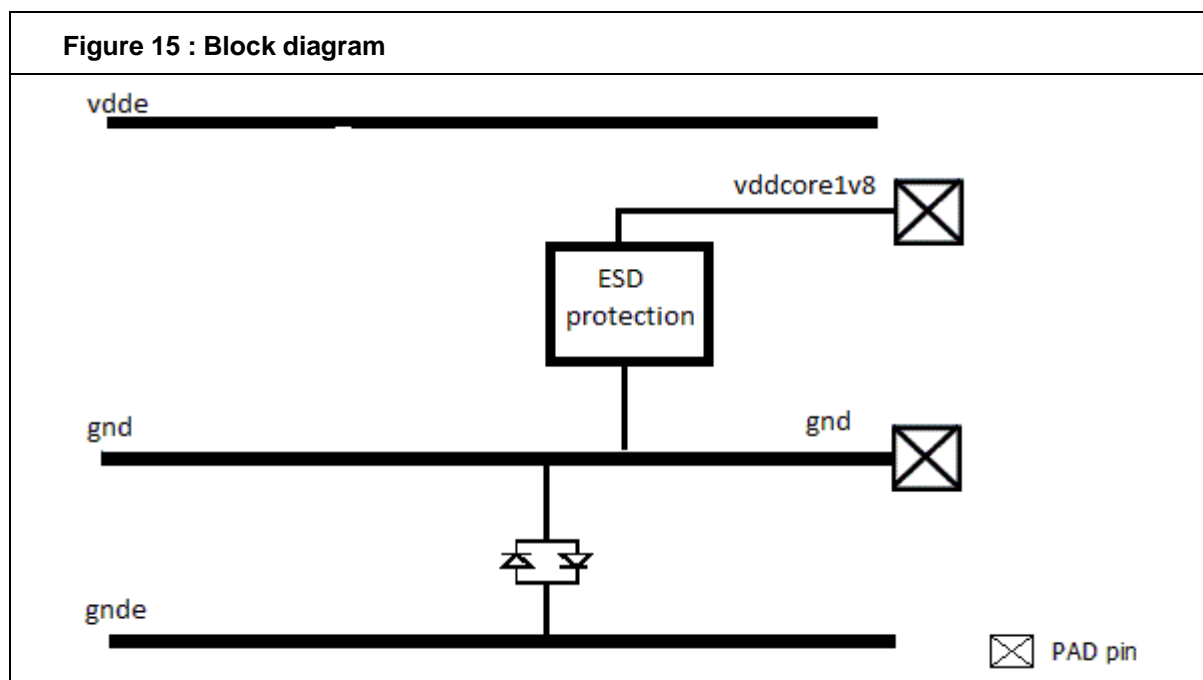 Figure 15 : Block diagram
vdde
vddcore1v8
ESD
protection
gnd
gnd
gnde
PAD pin